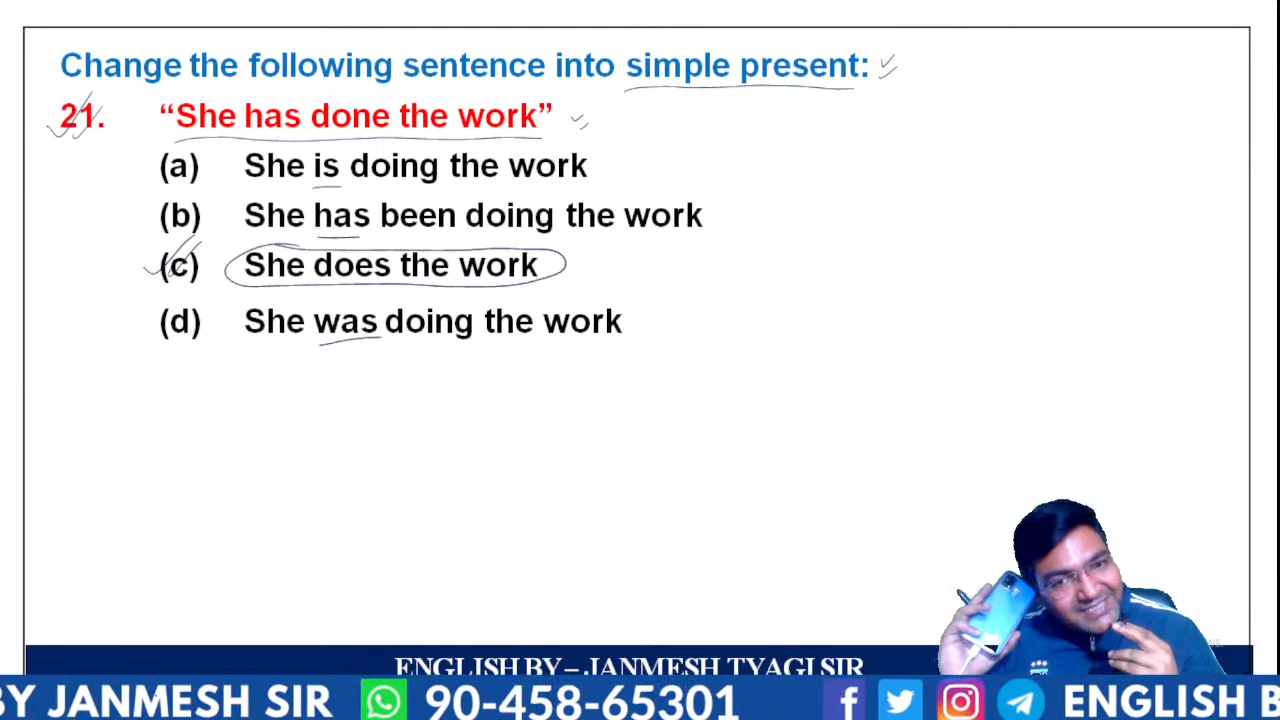 Change the following sentence into simple present:
21. “She has done the work”
(a) She is doing the work
(b) She has been doing the work
(c) She does the work
(d) She was doing the work
ENGLISH BY – JANMESH TYAGI SIR
BY JANMESH SIR 90-458-65301 ENGLISH B